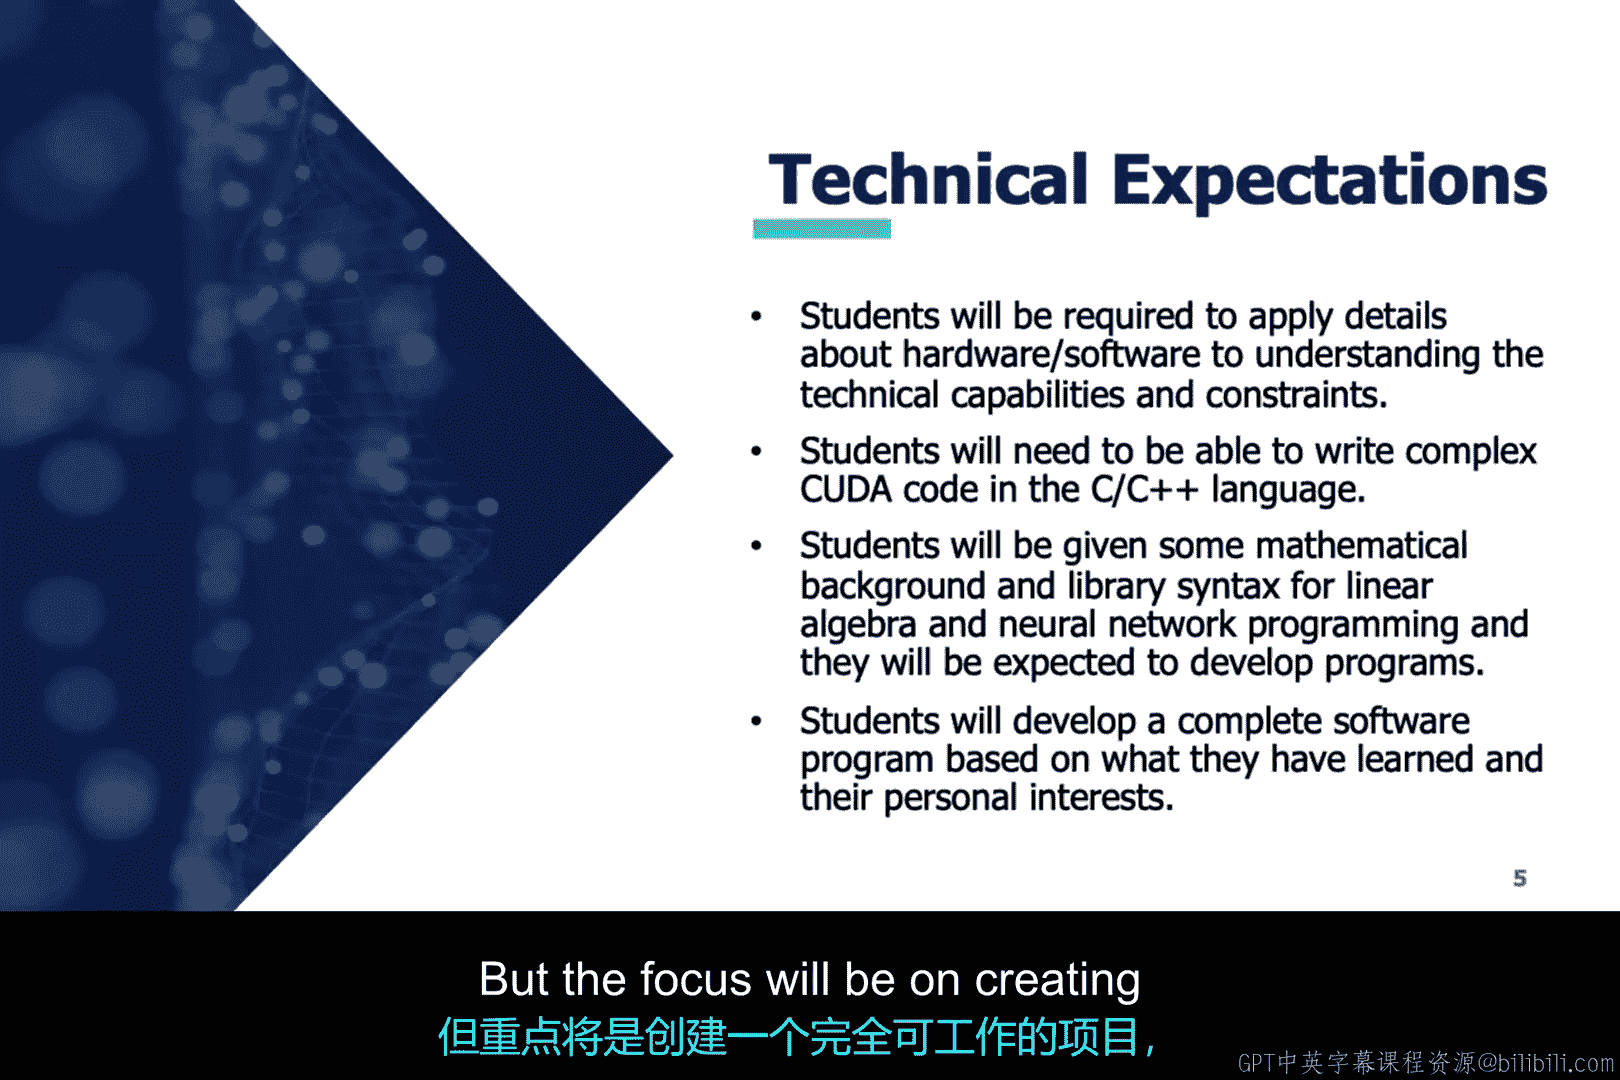 Technical Expectations
• Students will be required to apply details
about hardware/software to understanding the
technical capabilities and constraints.
• Students will need to be able to write complex
CUDA code in the C/C++ language.
• Students will be given some mathematical
background and library syntax for linear
algebra and neural network programming and
they will be expected to develop programs.
• Students will develop a complete software
program based on what they have learned and
their personal interests.
5
But the focus will be on creating
但重点将是创建一个完全可工作的项目，
GPT中英字幕课程资源@bilibili.com